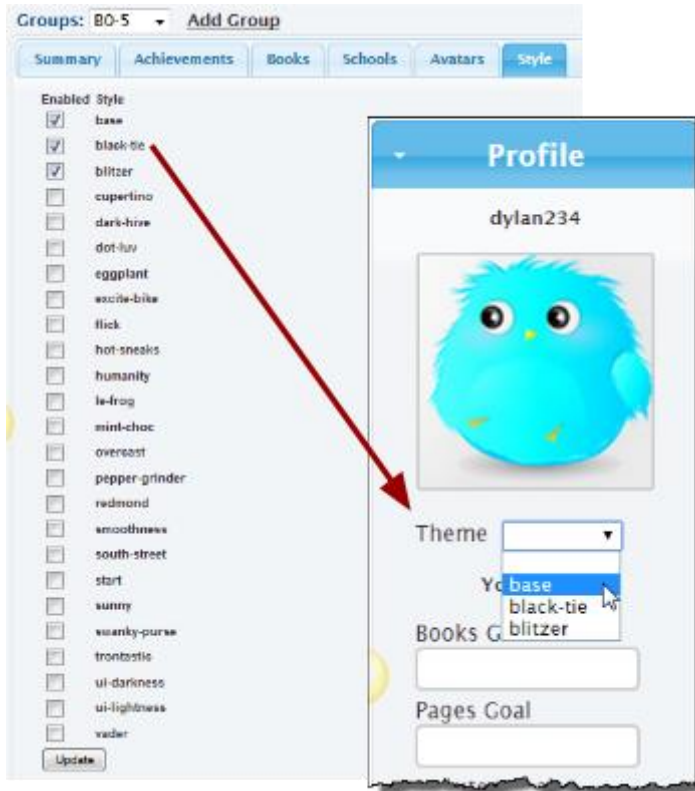 Groups: BO-5 Add Group
Summary Achievements Books Schools Avatars Style
Enabled Style
base
black-tie
blitzer
cupertino
dark-hive
dot-luv
eggplant
excite-bike
flick
hot-sneaks
humanity
le-frog
mint-choc
overcast
pepper-grinder
redmond
smoothness
south-street
start
sunny
swanky-purse
trontastic
ui-darkness
ui-lightness
vader
Update
Profile
dylan234
Theme
base
black-tie
blitzer
Books G
Pages Goal